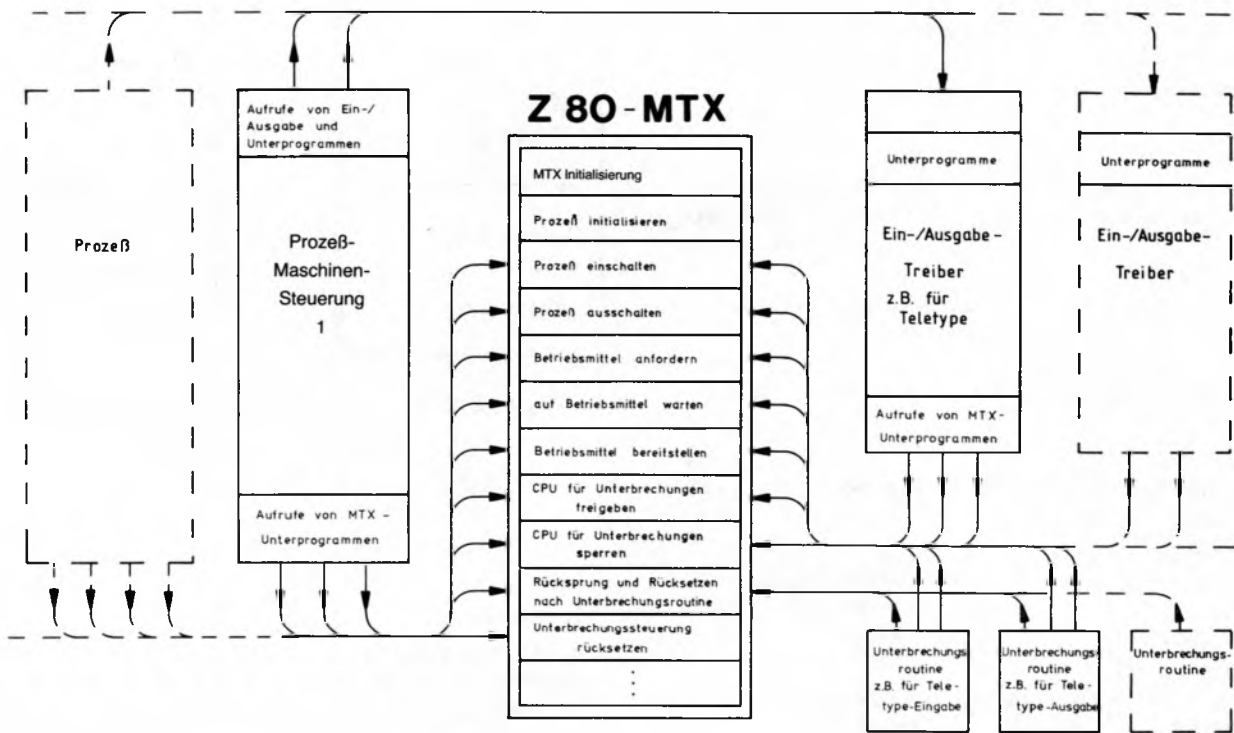 Z 80-MTX
Prozeß
Aufrufe von Ein-/
Ausgabe und
Unterprogrammen
Prozeß-
Maschinen-
Steuerung
1
Aufrufe von MTX -
Unterprogrammen
MTX Initialisierung
Prozeß initialisieren
Prozeß einschalten
Prozeß ausschalten
Betriebsmittel anfordern
auf Betriebsmittel warten
Betriebsmittel bereitstellen
CPU für Unterbrechungen
freigeben
CPU für Unterbrechungen
sperren
Rücksprung und Rücksetzen
nach Unterbrechungsroutine
Unterbrechungssteuerung
rücksetzen
Unterprogramme
Ein-/Ausgabe-
Treiber
z.B. für
Teletype
Aufrufe von MTX-
Unterprogrammen
Unterprogramme
Ein-/Ausgabe-
Treiber
Unterbrechungs
routine
z.B. für Tele-
type-Eingabe
Unterbrechungs
routine
z.B. für Tele-
type-Ausgabe
Unterbrechungs-
routine